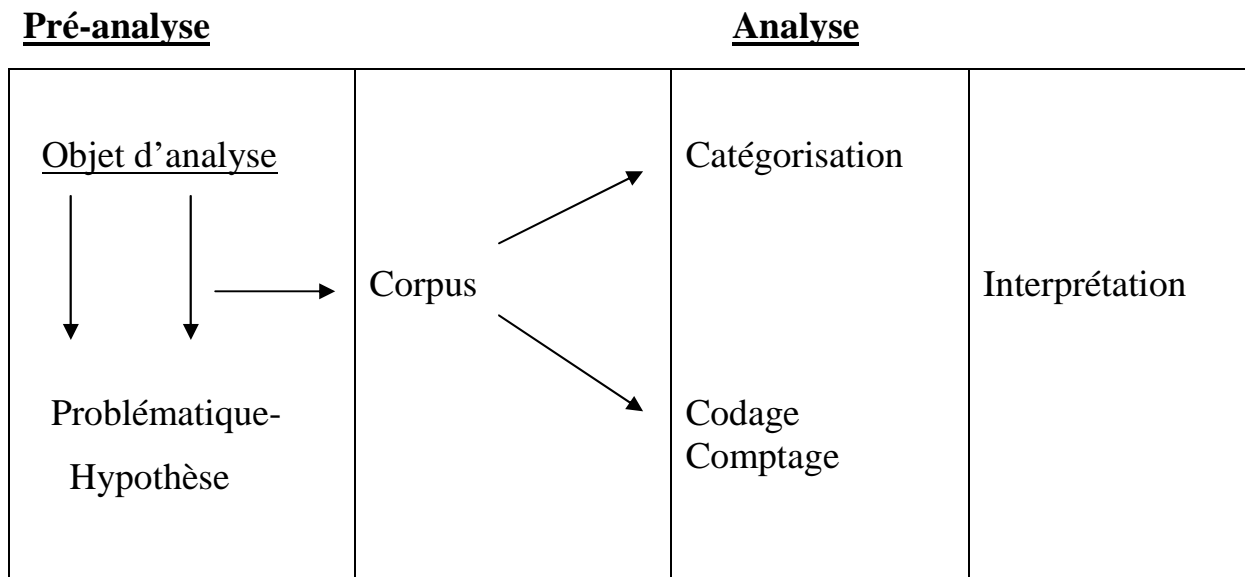 Pré-analyse
Analyse
Objet d’analyse
Problématique-
Hypothèse
Corpus
Catégorisation
Codage
Comptage
Interprétation